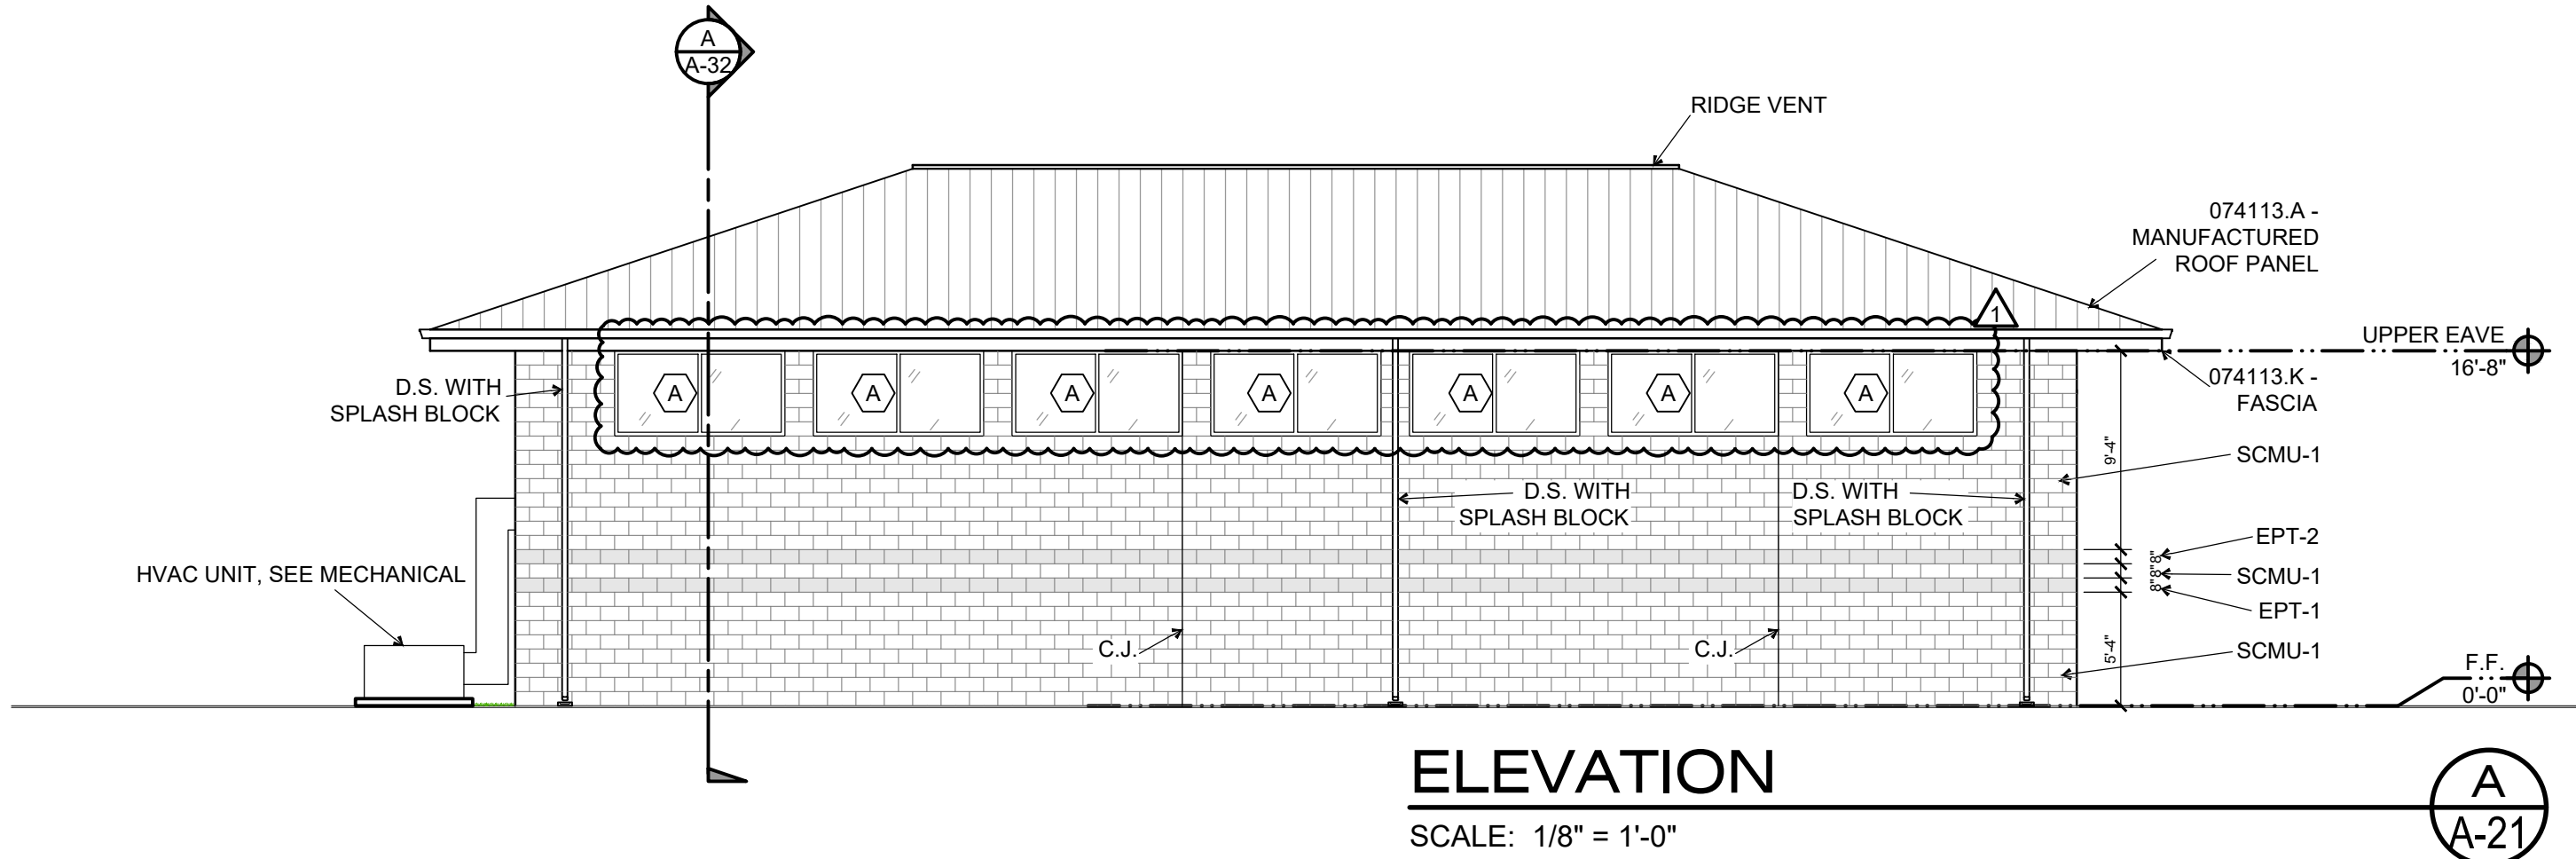 A
A-32
RIDGE VENT
074113.A -
MANUFACTURED
ROOF PANEL
1
UPPER EAVE
16'-8"
074113.K -
FASCIA
D.S. WITH
SPLASH BLOCK
A
A
A
A
A
A
A
9'-4"
SCMU-1
D.S. WITH
SPLASH BLOCK
D.S. WITH
SPLASH BLOCK
HVAC UNIT, SEE MECHANICAL
8"
8"
8"
EPT-2
SCMU-1
EPT-1
C.J.
C.J.
5'-4"
SCMU-1
F.F.
0'-0"
ELEVATION
SCALE: 1/8" = 1'-0"
A
A-21